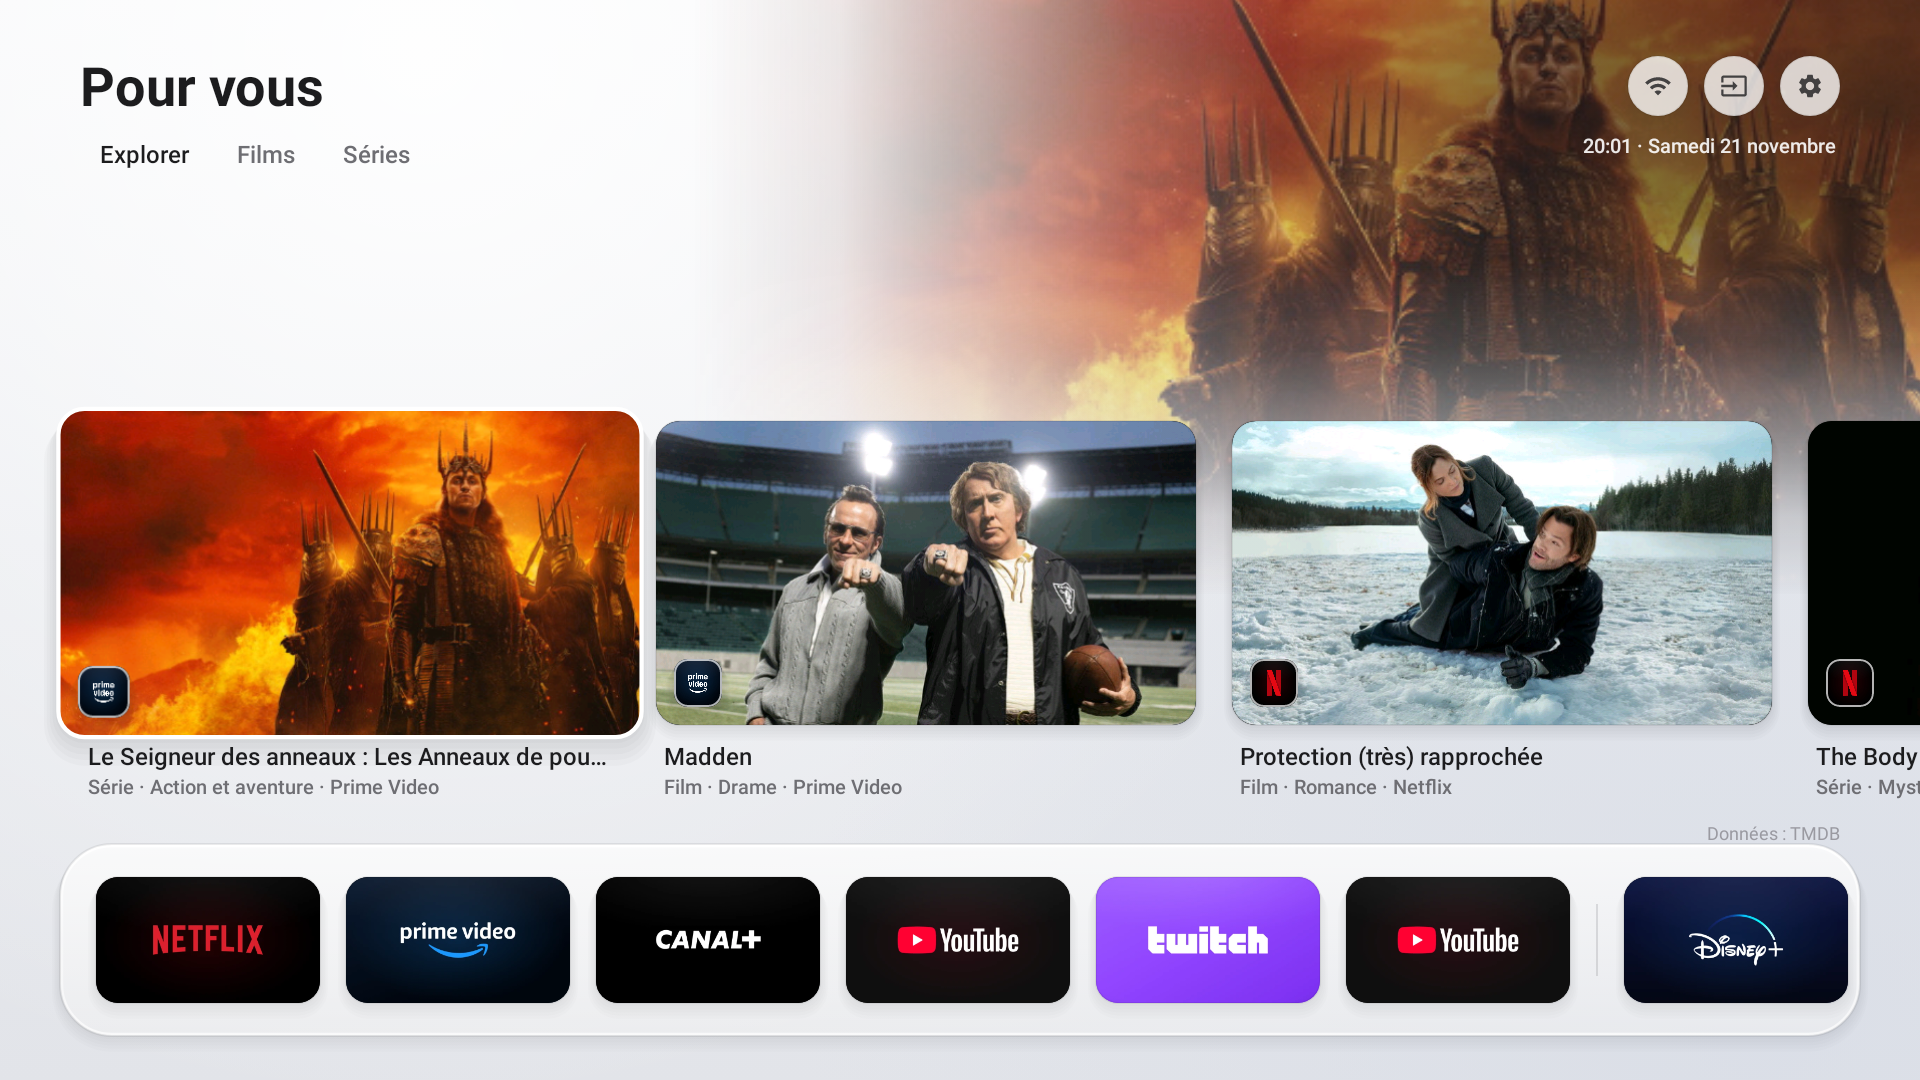 Pour vous
Explorer Films Séries
20:01 · Samedi 21 novembre
prime video
prime video
N
N
Le Seigneur des anneaux : Les Anneaux de pou...
Série · Action et aventure · Prime Video
Madden
Film · Drame · Prime Video
Protection (très) rapprochée
Film · Romance · Netflix
The Body
Série · Myst
Données : TMDB
NETFLIX
prime video
CANAL+
YouTube
twitch
YouTube
Disney+